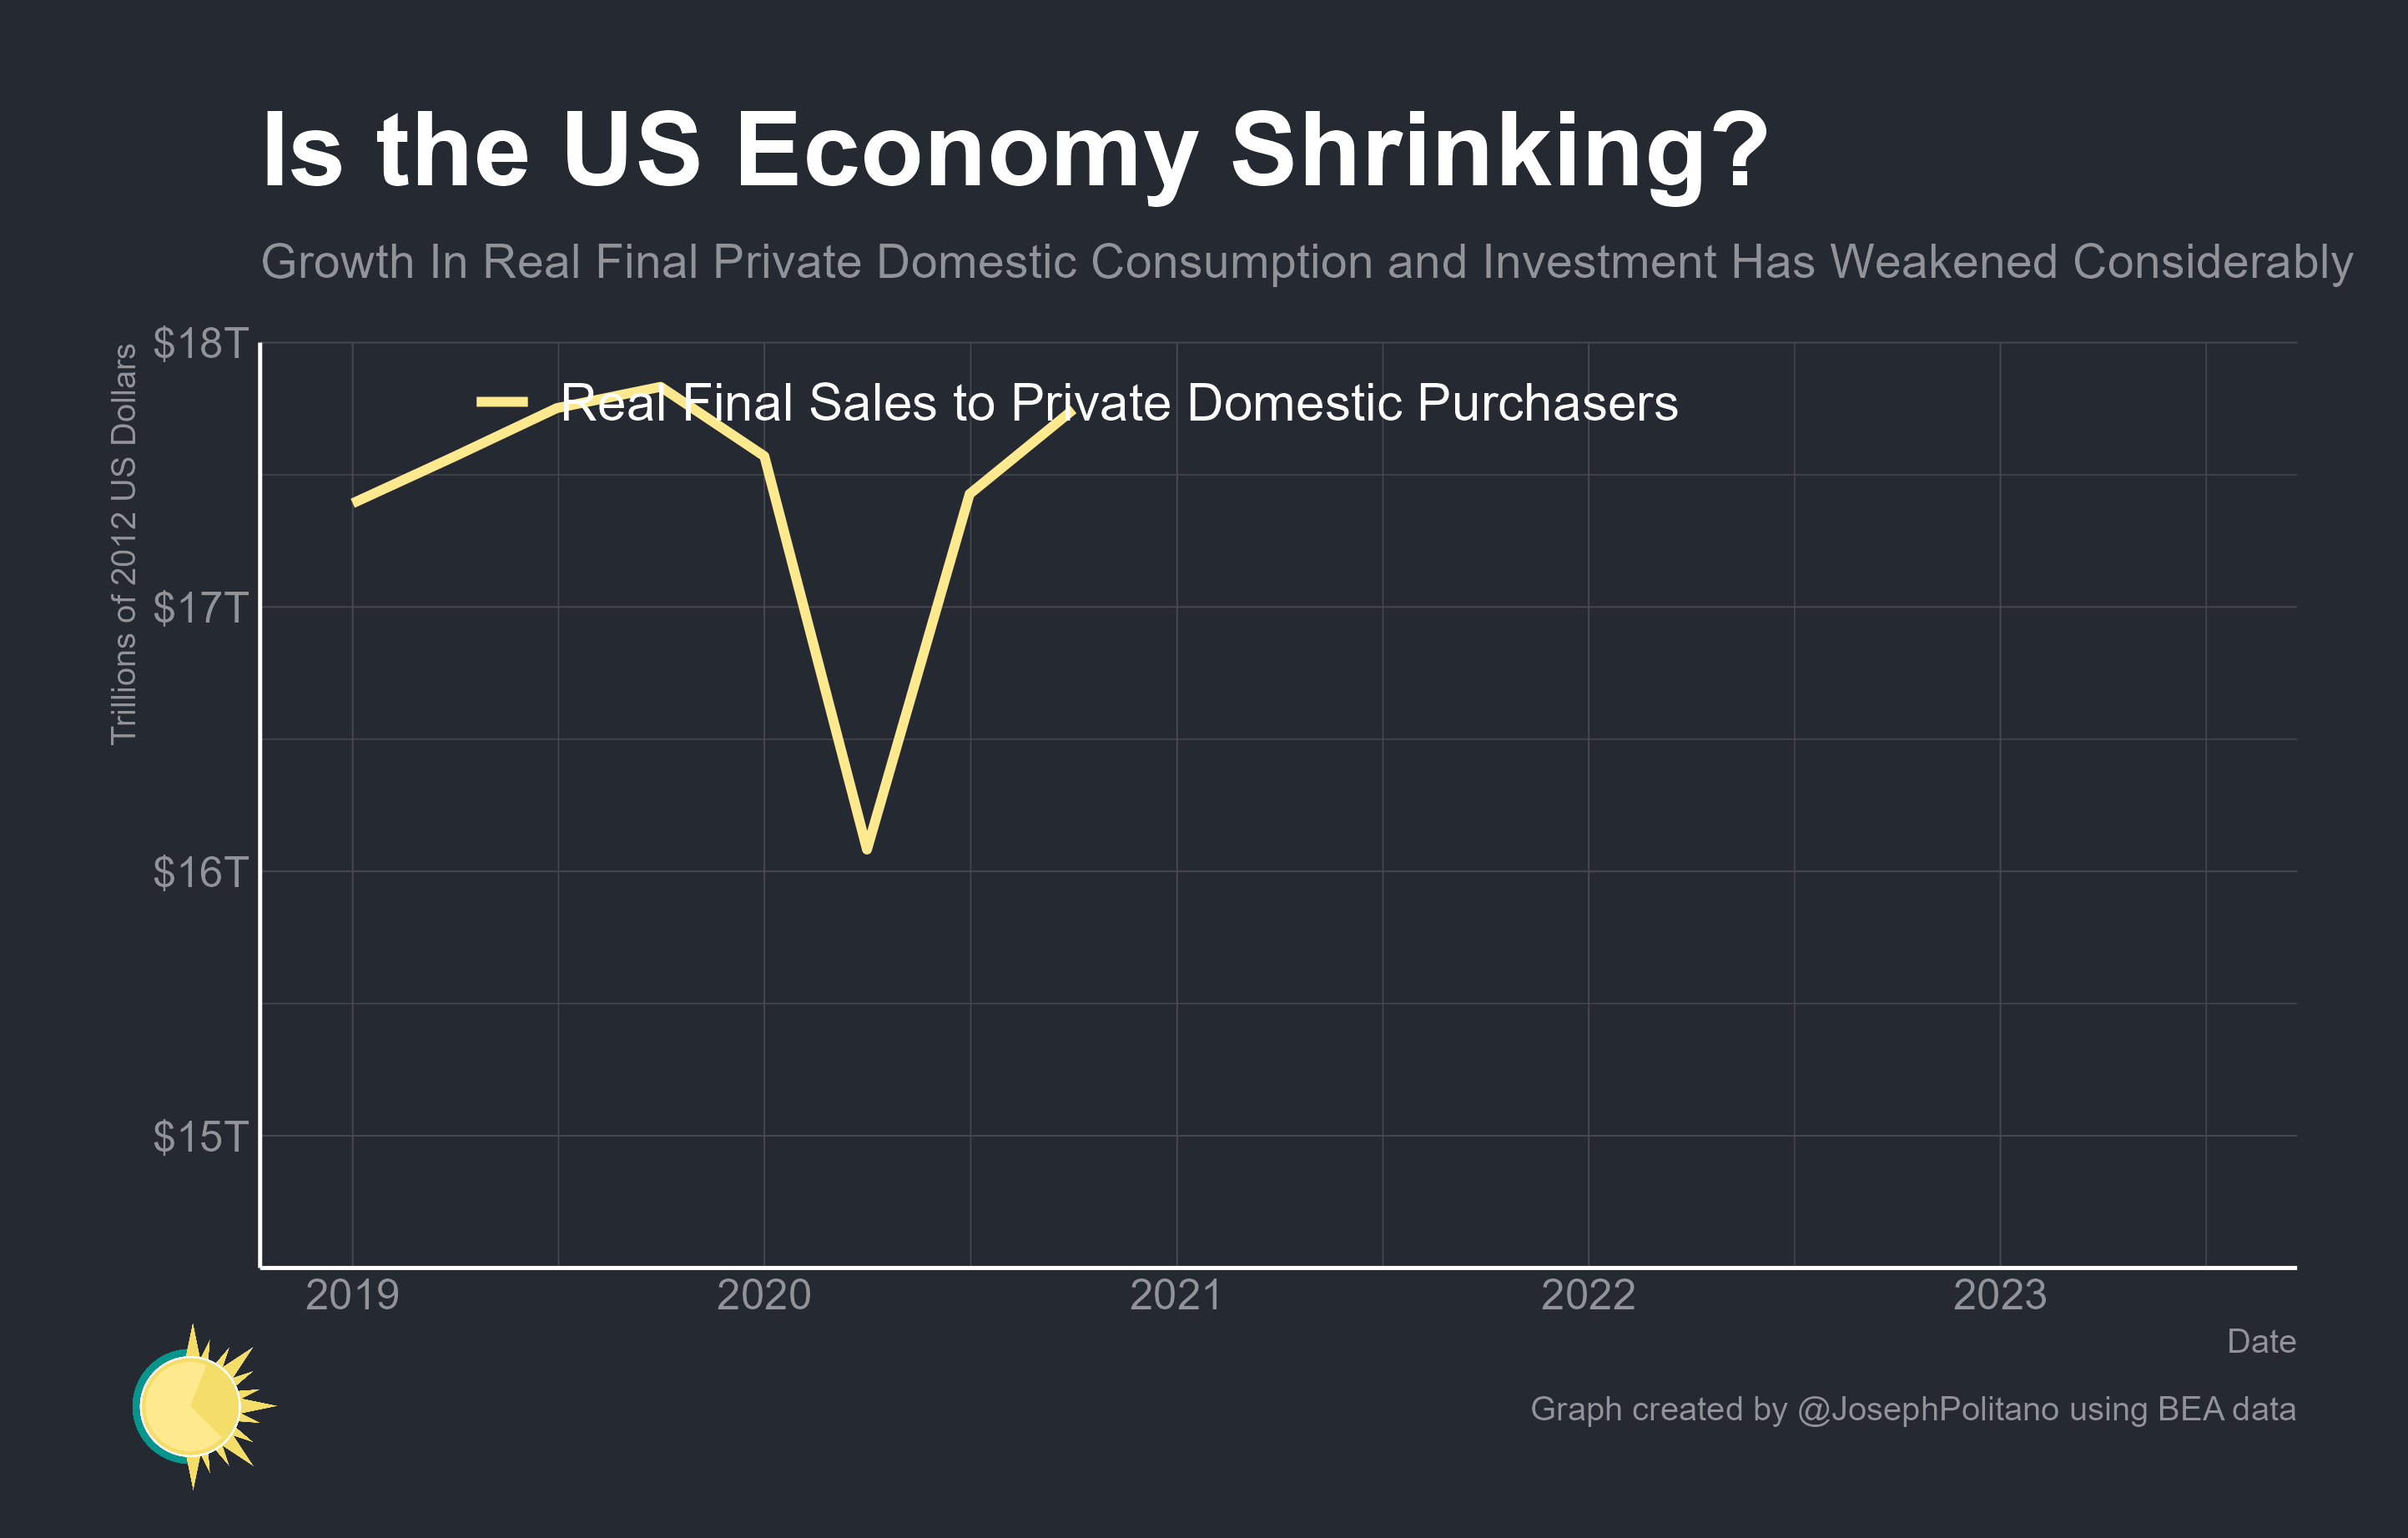 Is the US Economy Shrinking?
Growth In Real Final Private Domestic Consumption and Investment Has Weakened Considerably
Trillions of 2012 US Dollars
$18T
$17T
$16T
$15T
Real Final Sales to Private Domestic Purchasers
2019 2020 2021 2022 2023
Date
Graph created by @JosephPolitano using BEA data